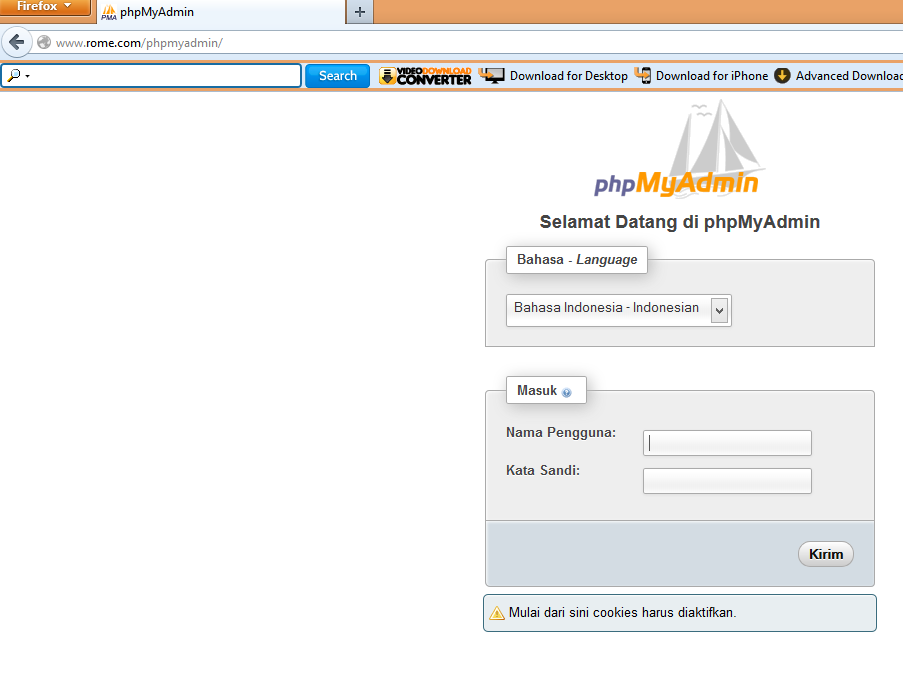 Firefox
PMA phpMyAdmin
www.rome.com/phpmyadmin/
Search VIDEO DOWNLOAD CONVERTER Download for Desktop Download for iPhone Advanced Download
phpMyAdmin
Selamat Datang di phpMyAdmin
Bahasa - Language
Bahasa Indonesia - Indonesian
Masuk
Nama Pengguna:
Kata Sandi:
Kirim
Mulai dari sini cookies harus diaktifkan.